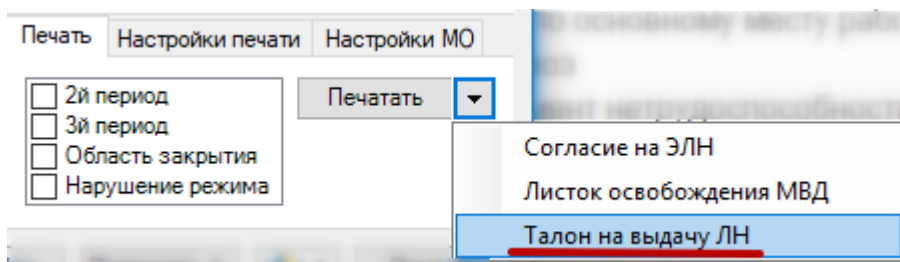 Печать Настройки печати Настройки МО
2й период
3й период
Область закрытия
Нарушение режима
Печатать
Согласие на ЭЛН
Листок освобождения МВД
Талон на выдачу ЛН